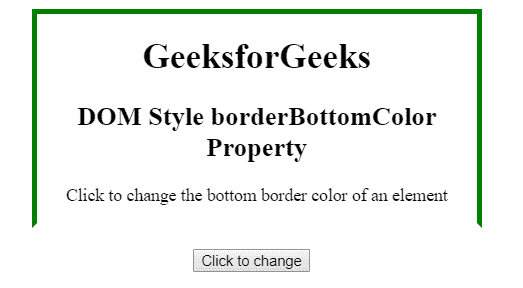 GeeksforGeeks
DOM Style borderBottomColor
Property
Click to change the bottom border color of an element
Click to change